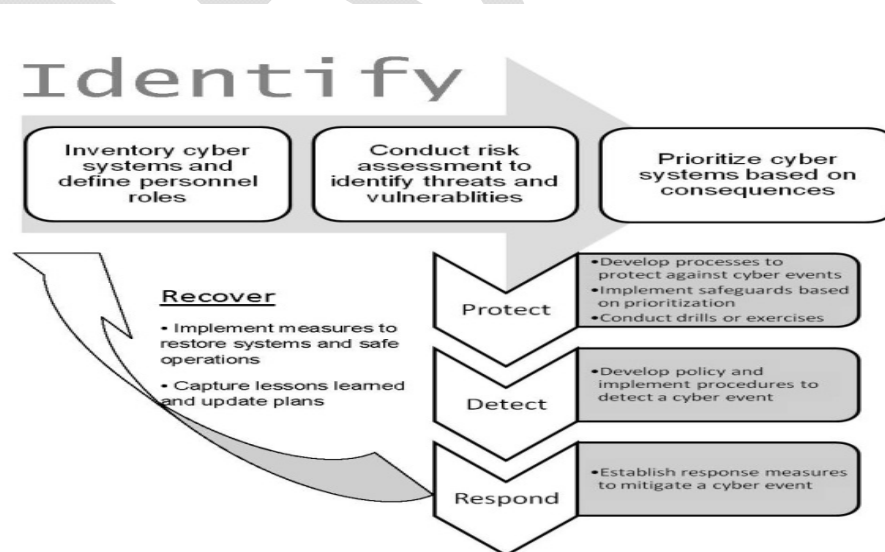 Identify
Inventory cyber
systems and
define personnel
roles
Conduct risk
assessment to
identify threats and
vulnerablities
Prioritize cyber
systems based on
consequences
Protect
•Develop processes to
protect against cyber events
•Implement safeguards based
on prioritization
•Conduct drills or exercises
Detect
•Develop policy and
implement procedures to
detect a cyber event
Respond
•Establish response measures
to mitigate a cyber event
Recover
• Implement measures to
restore systems and safe
operations
• Capture lessons learned
and update plans